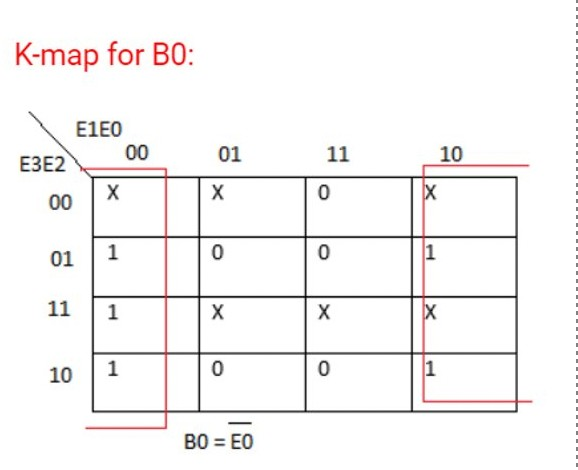 K-map for B0:
E1E0
E3E2 00 01 11 10
00 X X 0 X
01 1 0 0 1
11 1 X X X
10 1 0 0 1
B0 = E̅0̅